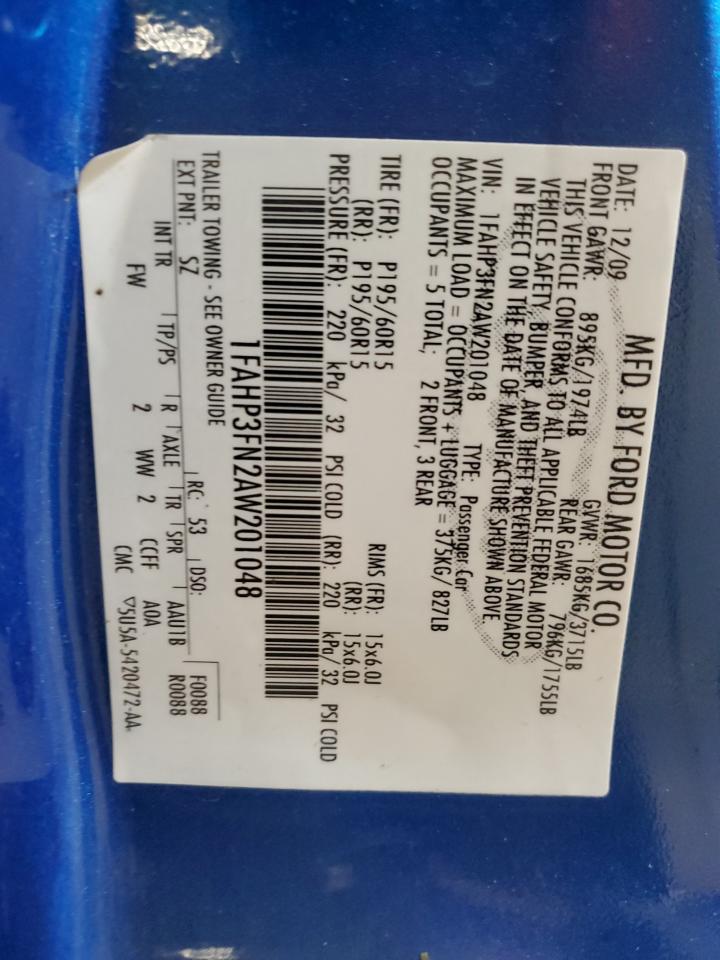 MFD. BY FORD MOTOR CO.
DATE: 12/09 GVWR: 1685KG/3715LB
FRONT GAWR: 895KG/1974LB REAR GAWR: 796KG/1755LB
THIS VEHICLE CONFORMS TO ALL APPLICABLE FEDERAL MOTOR
VEHICLE SAFETY, BUMPER, AND THEFT PREVENTION STANDARDS
IN EFFECT ON THE DATE OF MANUFACTURE SHOWN ABOVE.
VIN: 1FAHP3FN2AW201048 TYPE: Passenger Car
MAXIMUM LOAD = OCCUPANTS + LUGGAGE = 375KG/ 827LB
OCCUPANTS = 5 TOTAL; 2 FRONT, 3 REAR
TIRE (FR): P195/60R15 RIMS (FR): 15x6.0J
(RR): P195/60R15 (RR): 15x6.0J
PRESSURE (FR): 220 kPa/ 32 PSI COLD (RR): 220 kPa/ 32 PSI COLD
1FAHP3FN2AW201048
TRAILER TOWING - SEE OWNER GUIDE
F0088
EXT PNT: SZ RC: 53 DSO: R0088
INT TR TP/PS R AXLE TR SPR AAU1B
FW 2 WW 2 CCFF A0A
CMC ▽5U5A-5420472-AA